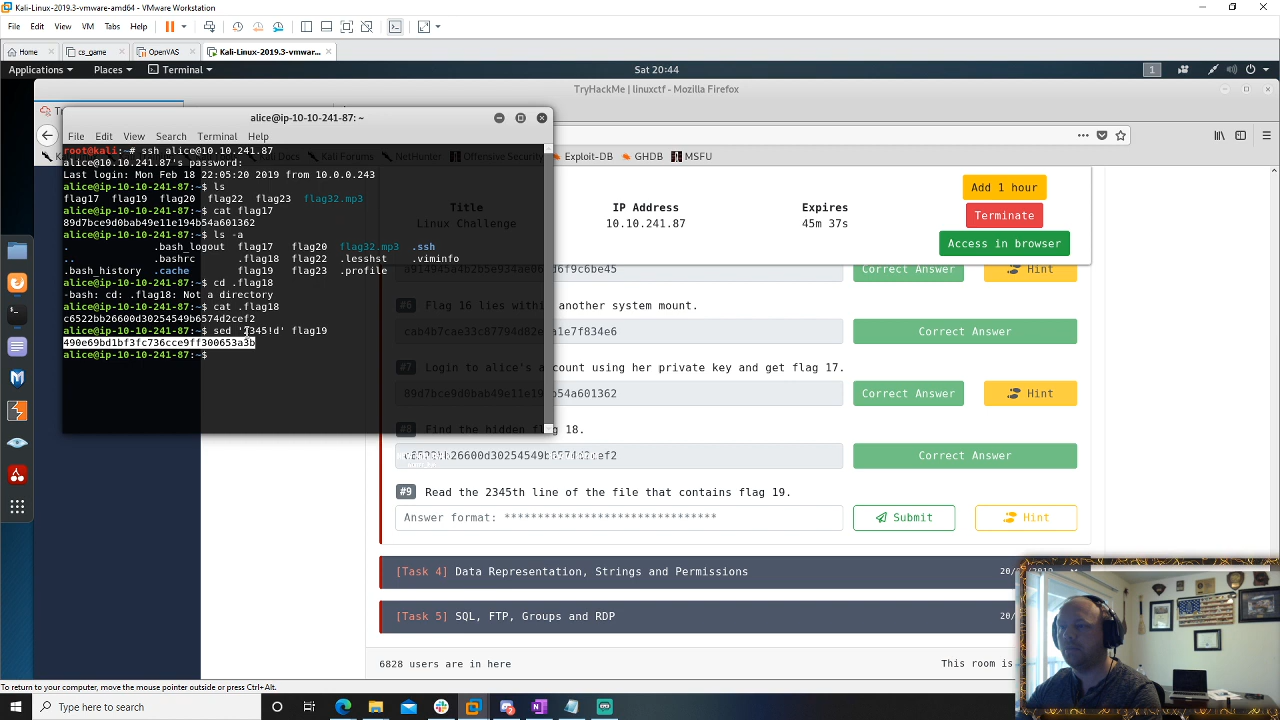 Kali-Linux-2019.3-vmware-amd64 - VMware Workstation
File Edit View VM Tabs Help
Home cs_game OpenVAS Kali-Linux-2019.3-vmwar...
Applications Places Terminal Sat 20:44 1
TryHackMe | linuxctf - Mozilla Firefox
alice@ip-10-10-241-87: ~
File Edit View Search Terminal Help
root@kali:~# ssh alice@10.10.241.87
alice@10.10.241.87's password:
Last login: Mon Feb 18 22:05:20 2019 from 10.0.0.243
alice@ip-10-10-241-87:~$ ls
flag17 flag19 flag20 flag22 flag23 flag32.mp3
alice@ip-10-10-241-87:~$ cat flag17
89d7bce9d0bab49e11e194b54a601362
alice@ip-10-10-241-87:~$ ls -a
. .bash_logout flag17 flag20 flag32.mp3 .ssh
.. .bashrc .flag18 flag22 .lesshst .viminfo
.bash_history .cache flag19 flag23 .profile
alice@ip-10-10-241-87:~$ cd .flag18
-bash: cd: .flag18: Not a directory
alice@ip-10-10-241-87:~$ cat .flag18
c6522bb26600d30254549b6574d2cef2
alice@ip-10-10-241-87:~$ sed '2345!d' flag19
490e69bd1bf3fc736cce9ff300653a3b
alice@ip-10-10-241-87:~$
Kali Docs Kali Forums NetHunter Offensive Security Exploit-DB GHDB MSFU
Title IP Address Expires
Linux Challenge 10.10.241.87 45m 37s
Add 1 hour
Terminate
Access in browser
Correct Answer Hint
#6 Flag 16 lies within another system mount.
Correct Answer
#7 Login to alice's account using her private key and get flag 17.
89d7bce9d0bab49e11e194b54a601362 Correct Answer Hint
#8 Find the hidden flag 18.
c6522bb26600d30254549b6574d2cef2 Correct Answer
#9 Read the 2345th line of the file that contains flag 19.
Answer format: ******************************** Submit Hint
[Task 4] Data Representation, Strings and Permissions
[Task 5] SQL, FTP, Groups and RDP
6828 users are in here This room is
To return to your computer, move the mouse pointer outside or press Ctrl+Alt.
Type here to search